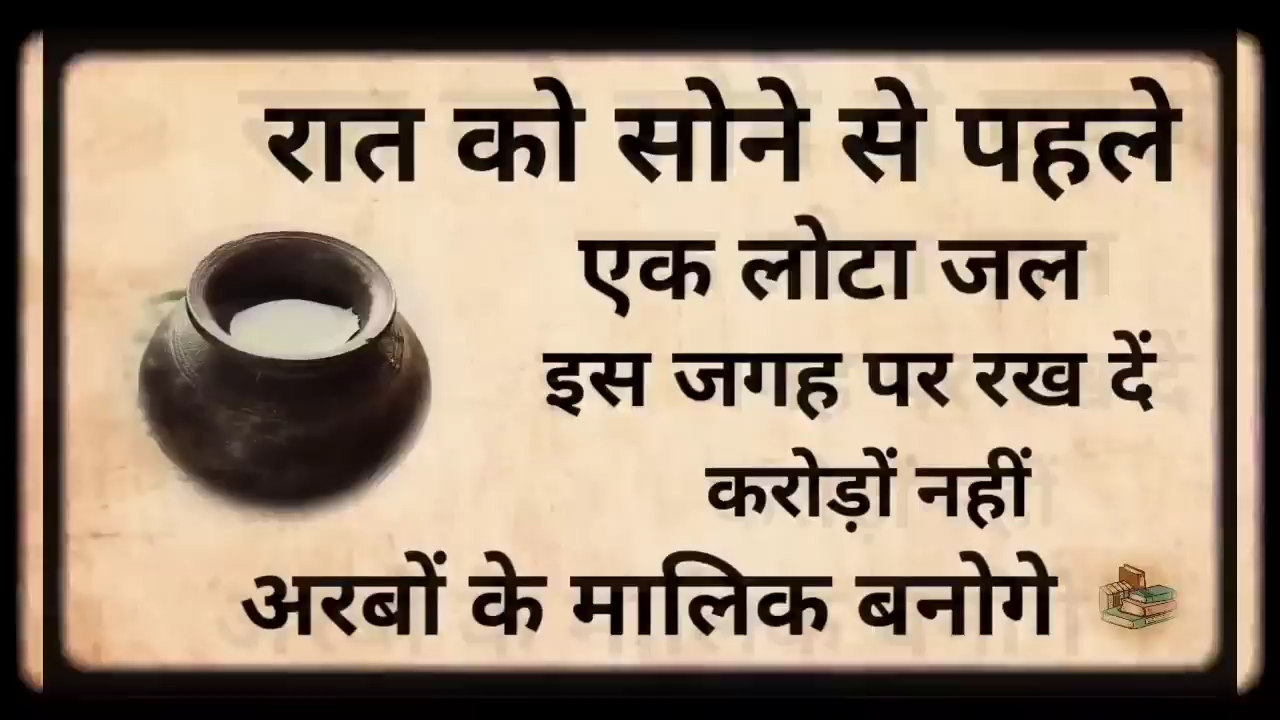 रात को सोने से पहले
एक लोटा जल
इस जगह पर रख दें
करोड़ों नहीं
अरबों के मालिक बनोगे